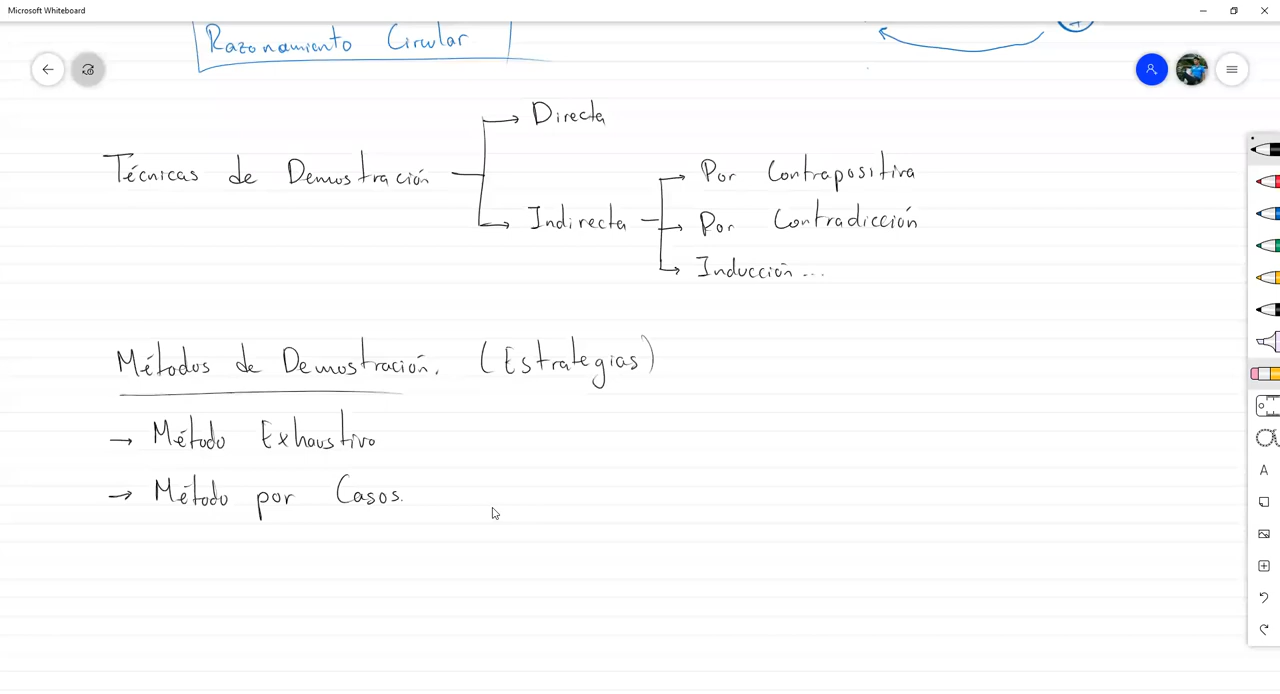 Microsoft Whiteboard
Razonamiento Circular
Directa
Técnicas de Demostración
Por Contrapositiva
Indirecta
Por Contradicción
Inducción...
Métodos de Demostración. (Estrategias)
→ Método Exhaustivo
→ Método por Casos.
A